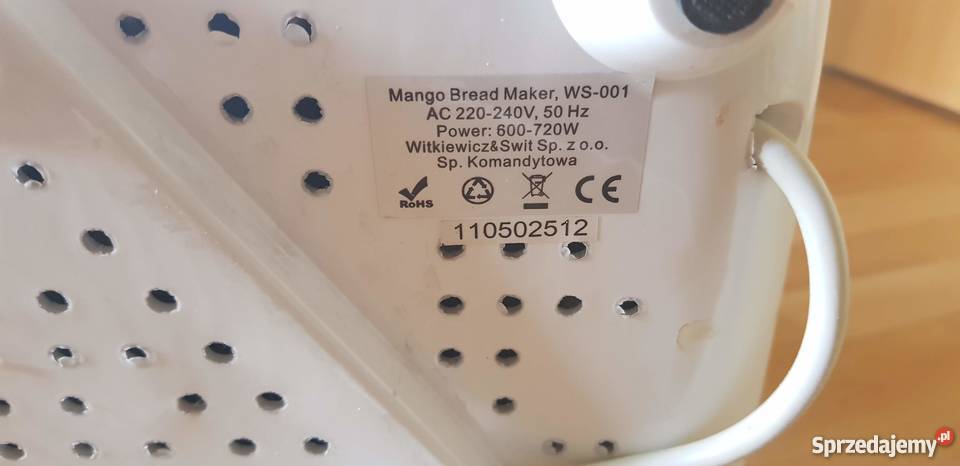 Mango Bread Maker, WS-001
AC 220-240V, 50 Hz
Power: 600-720W
Witkiewicz&Swit Sp. z o.o.
Sp. Komandytowa
RoHS
CE
110502512
Sprzedajemy.pl